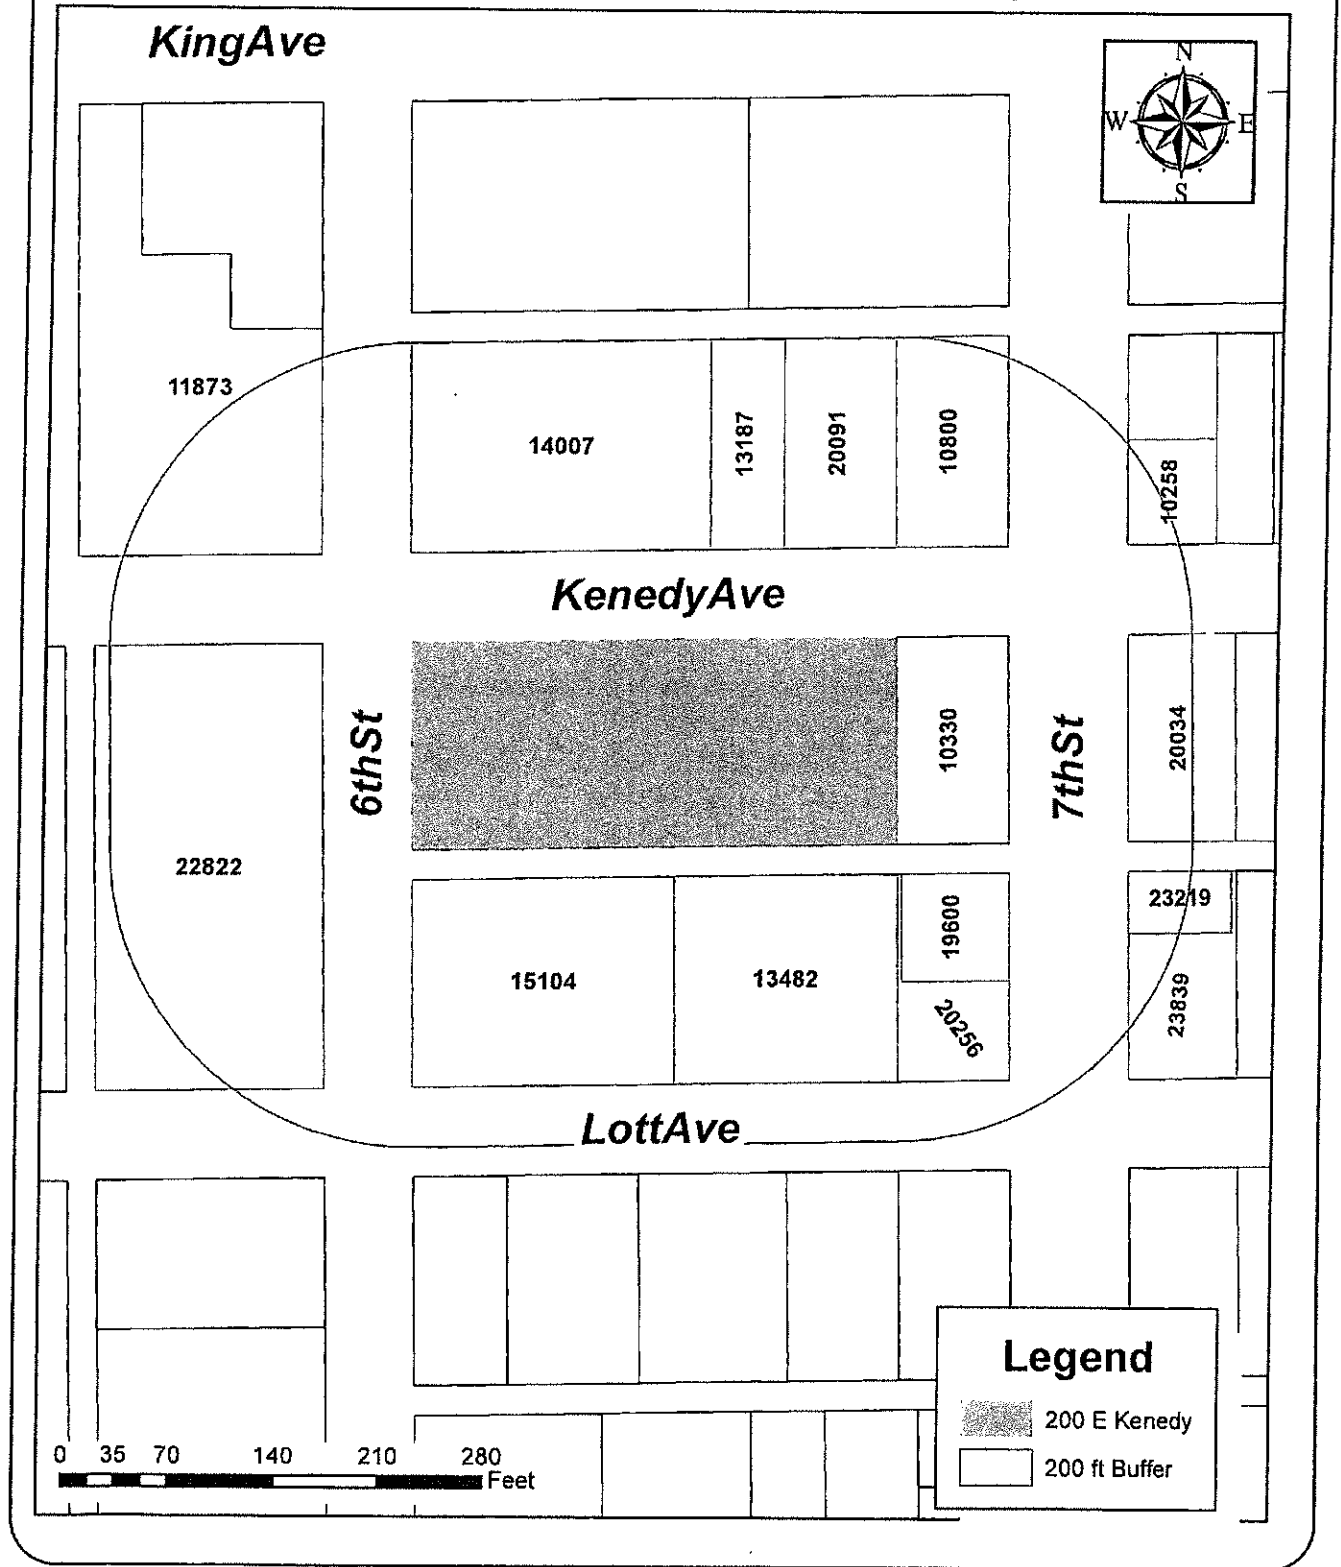 KingAve
N
W E
S
11873
14007
13187
20091
10800
10258
KenedyAve
6thSt
10330
7thSt
20034
22822
15104
13482
19600
20256
23219
23839
LottAve
Legend
200 E Kenedy
200 ft Buffer
0 35 70 140 210 280
Feet